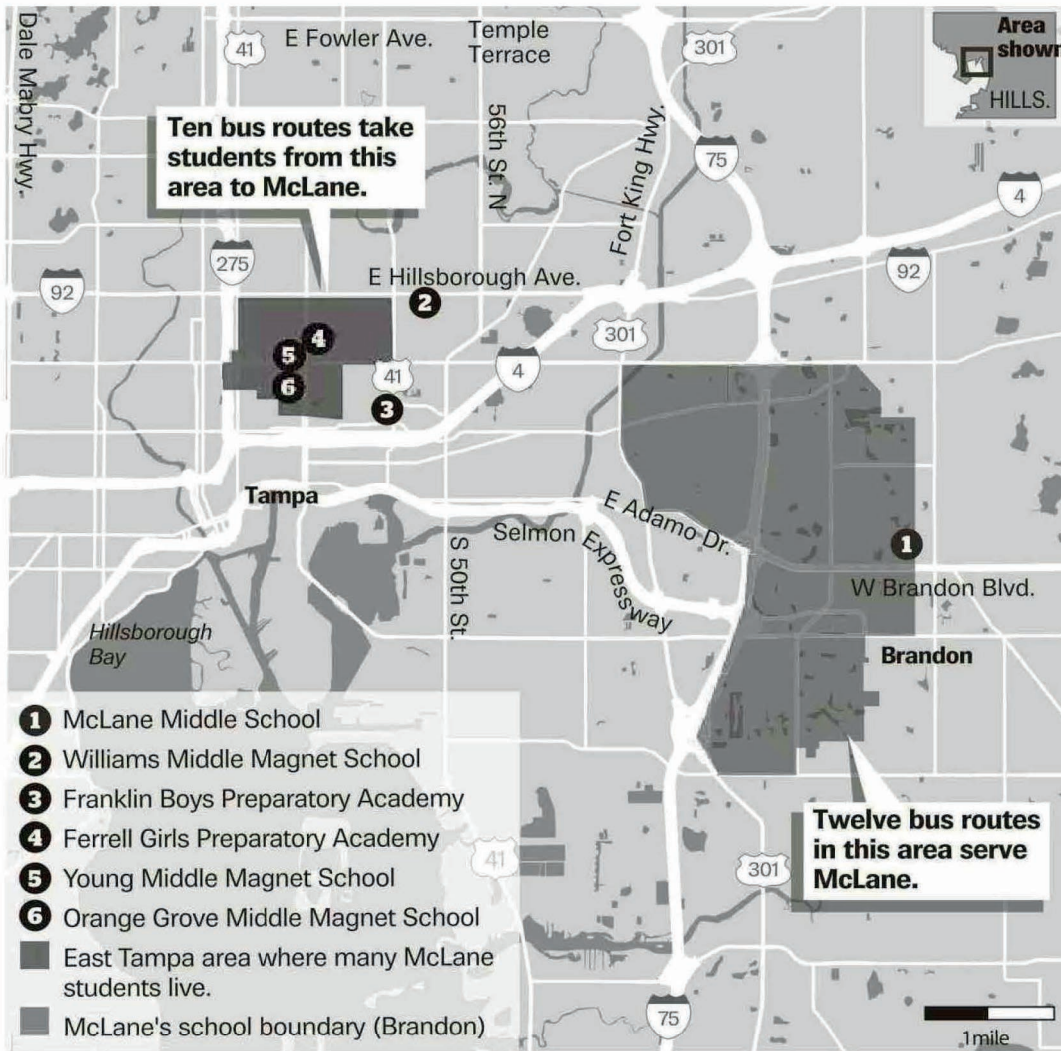 Dale Mabry Hwy.
41
E Fowler Ave.
Temple
Terrace
301
Area
shown
HILLS.
Ten bus routes take
students from this
area to McLane.
56th St. N
Fort King Hwy.
75
4
275
92
E Hillsborough Ave.
92
2
301
4
5
41
4
6
3
Tampa
E Adamo Dr.
Selmon Expressway
S 50th St.
1
W Brandon Blvd.
Hillsborough
Bay
Brandon
1 McLane Middle School
2 Williams Middle Magnet School
3 Franklin Boys Preparatory Academy
4 Ferrell Girls Preparatory Academy
5 Young Middle Magnet School
6 Orange Grove Middle Magnet School
East Tampa area where many McLane
students live.
McLane's school boundary (Brandon)
41
Twelve bus routes
in this area serve
McLane.
301
75
1mile